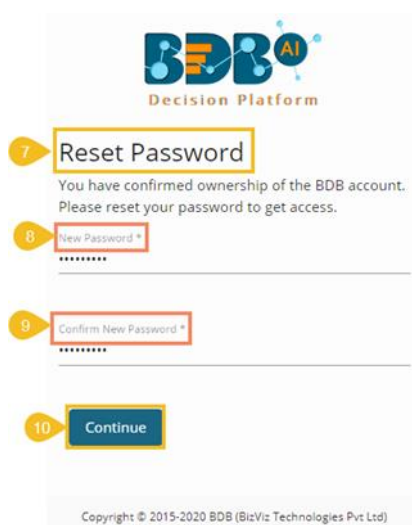 BDB AI
Decision Platform
7 Reset Password
You have confirmed ownership of the BDB account.
Please reset your password to get access.
8 New Password *
•••••••••
9 Confirm New Password *
•••••••••
10 Continue
Copyright © 2015-2020 BDB (BizViz Technologies Pvt Ltd)